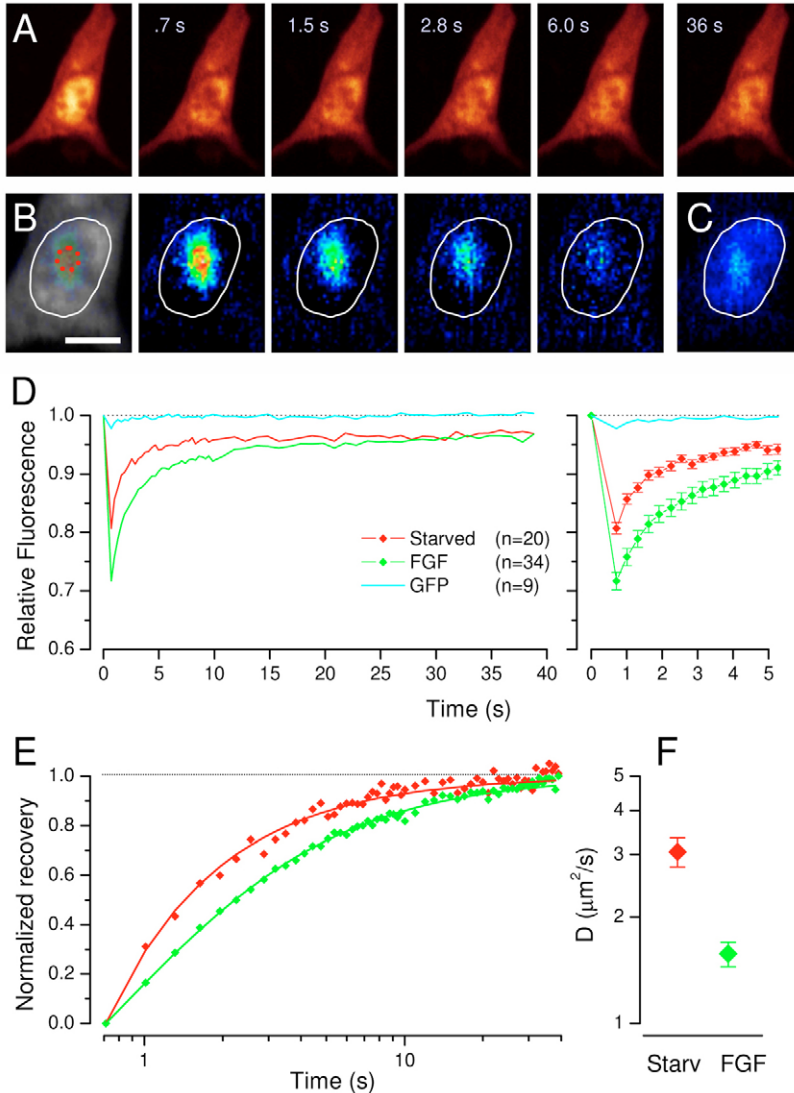 A
.7 s
1.5 s
2.8 s
6.0 s
36 s
B
C
D
Relative Fluorescence
1.0
0.9
0.8
0.7
0.6
Starved (n=20)
FGF (n=34)
GFP (n=9)
0 5 10 15 20 25 30 35 40
0 1 2 3 4 5
Time (s)
E
Normalized recovery
1.0
0.8
0.6
0.4
0.2
0.0
1 10
Time (s)
F
D (μm²/s)
5
4
3
2
1
Starv FGF